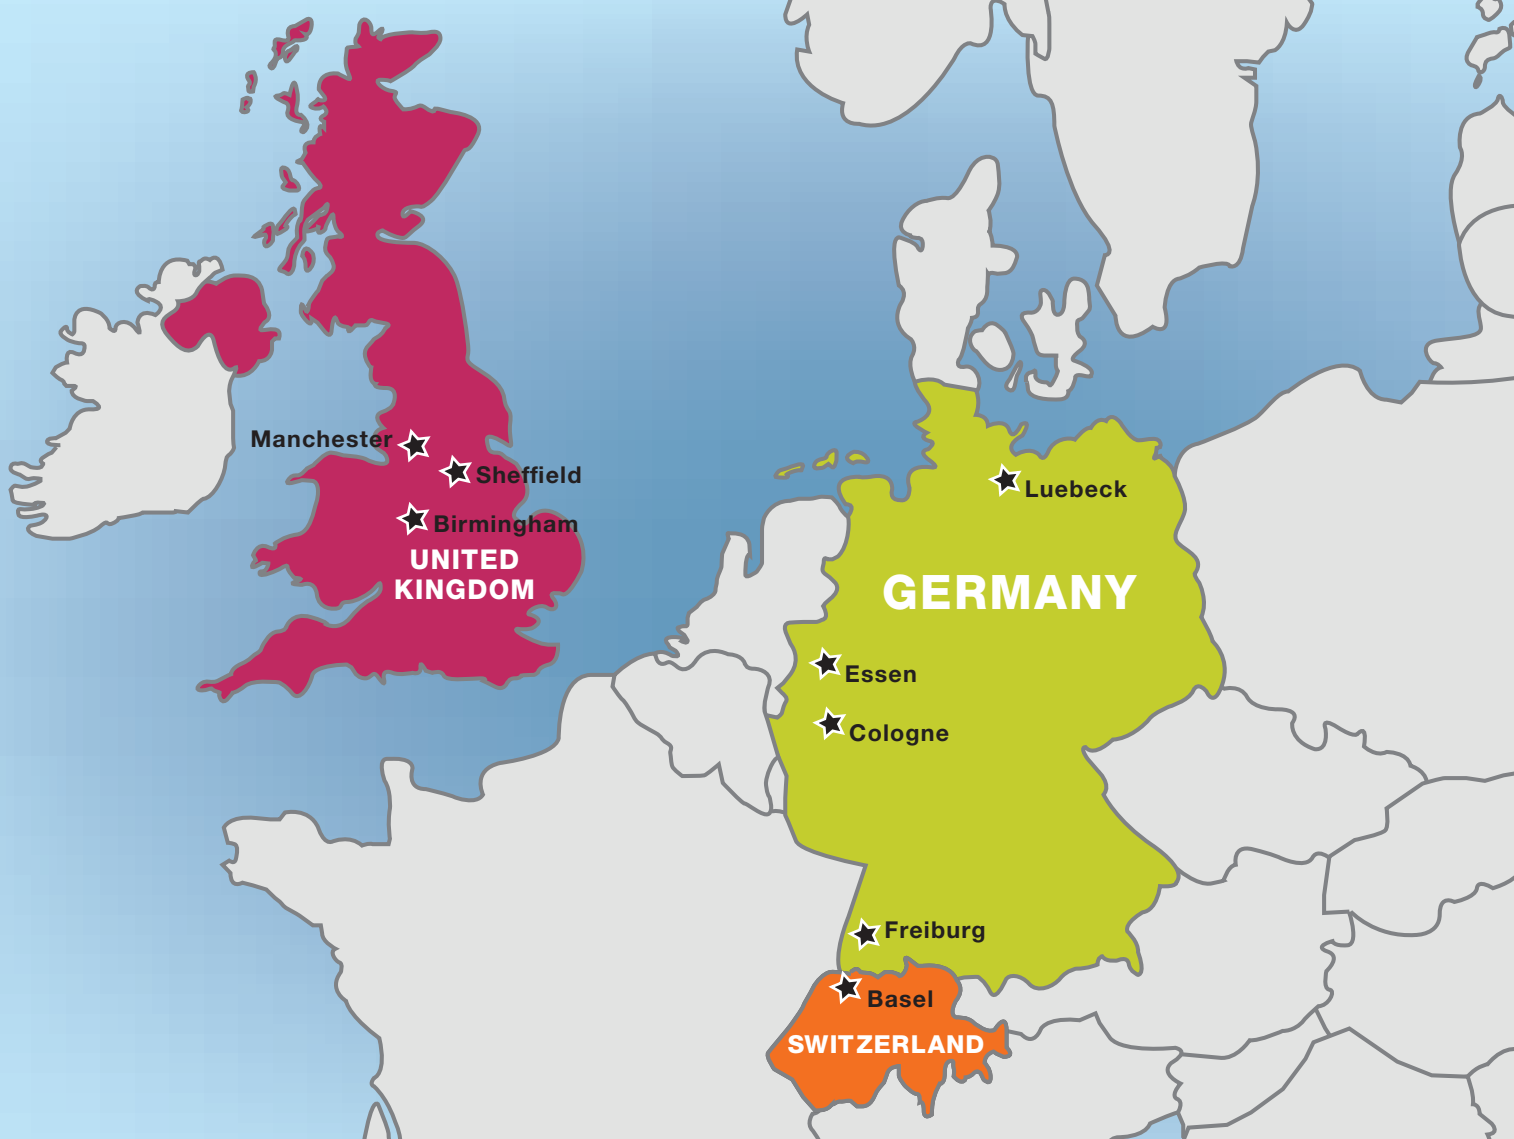 Manchester
Sheffield
Birmingham
UNITED
KINGDOM
Luebeck
GERMANY
Essen
Cologne
Freiburg
Basel
SWITZERLAND